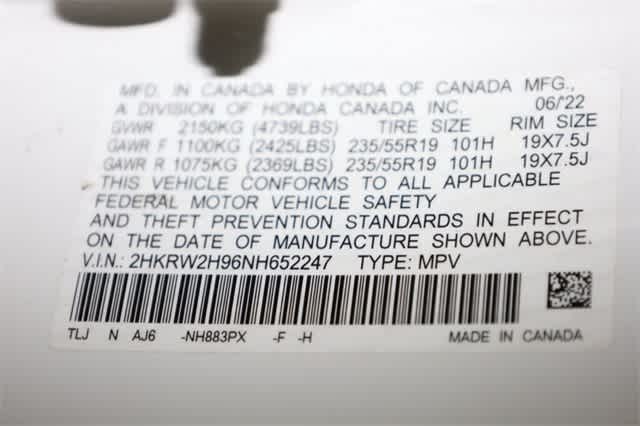 MFD. IN CANADA BY HONDA OF CANADA MFG.,
A DIVISION OF HONDA CANADA INC. 06/'22
GVWR 2150KG (4739LBS) TIRE SIZE RIM SIZE
GAWR F 1100KG (2425LBS) 235/55R19 101H 19X7.5J
GAWR R 1075KG (2369LBS) 235/55R19 101H 19X7.5J
THIS VEHICLE CONFORMS TO ALL APPLICABLE
FEDERAL MOTOR VEHICLE SAFETY
AND THEFT PREVENTION STANDARDS IN EFFECT
ON THE DATE OF MANUFACTURE SHOWN ABOVE.
V.I.N.: 2HKRW2H96NH652247 TYPE: MPV
TLJ N AJ6 -NH883PX -F -H MADE IN CANADA